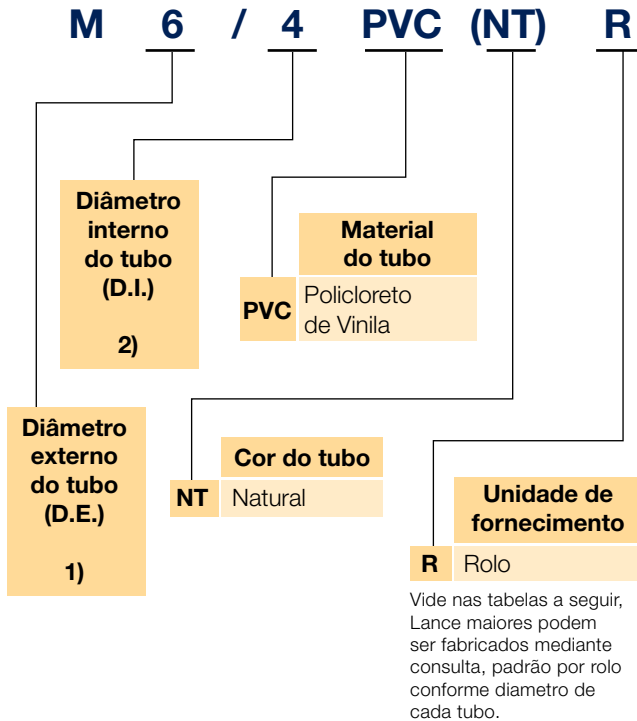 M 6 / 4 PVC (NT) R
Diâmetro
interno
do tubo
(D.I.)
2)
Material
do tubo
PVC
Policloreto
de Vinila
Diâmetro
externo
do tubo
(D.E.)
1)
Cor do tubo
NT Natural
Unidade de
fornecimento
R Rolo
Vide nas tabelas a seguir,
Lance maiores podem
ser fabricados mediante
consulta, padrão por rolo
conforme diametro de
cada tubo.